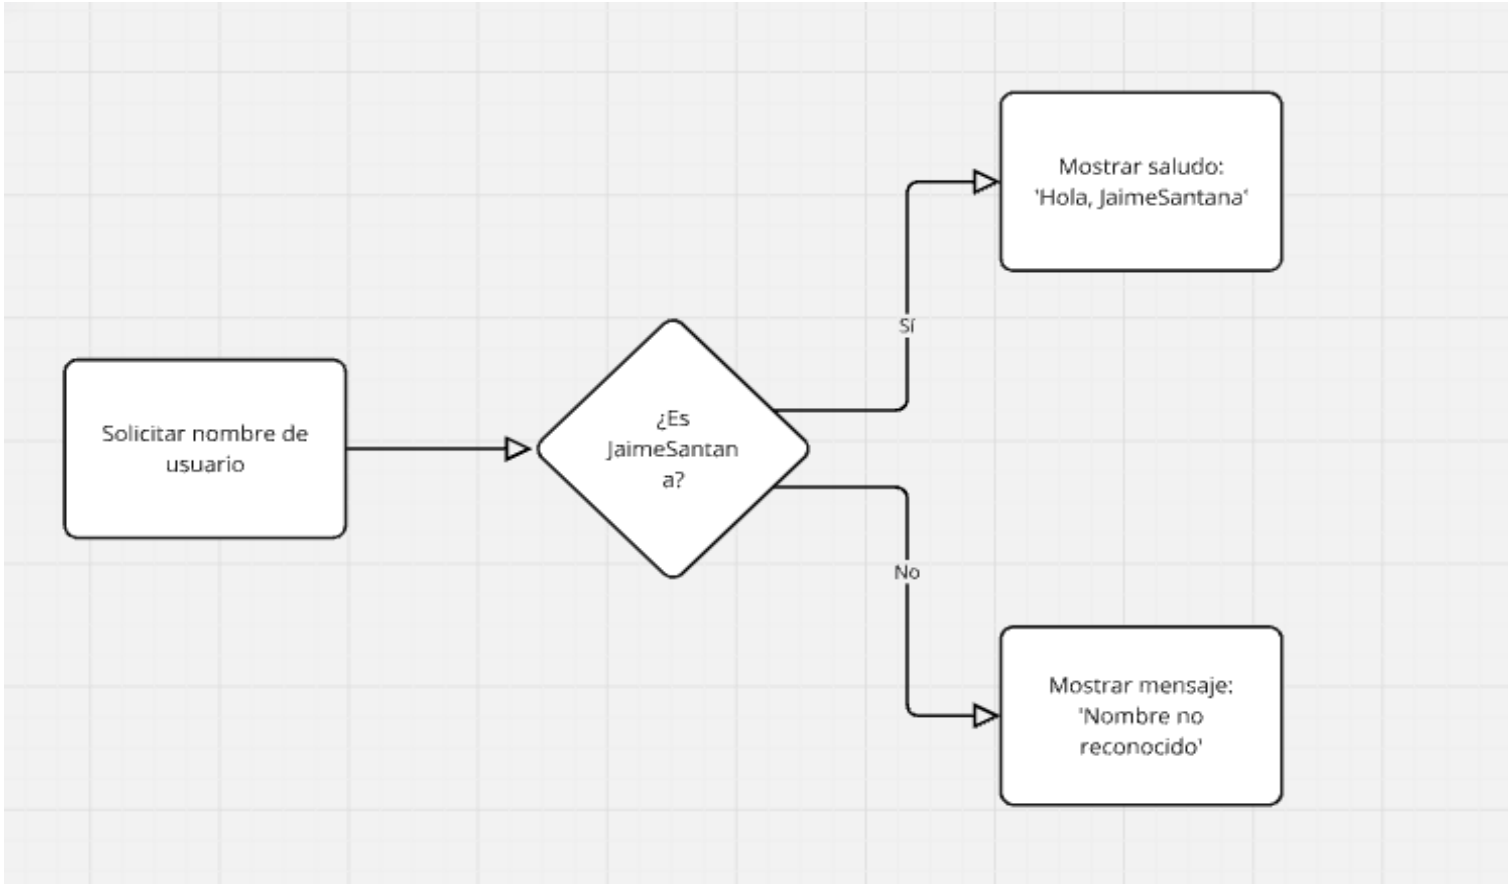 Mostrar saludo:
'Hola, JaimeSantana'
Sí
Solicitar nombre de
usuario
¿Es
JaimeSantan
a?
No
Mostrar mensaje:
'Nombre no
reconocido'